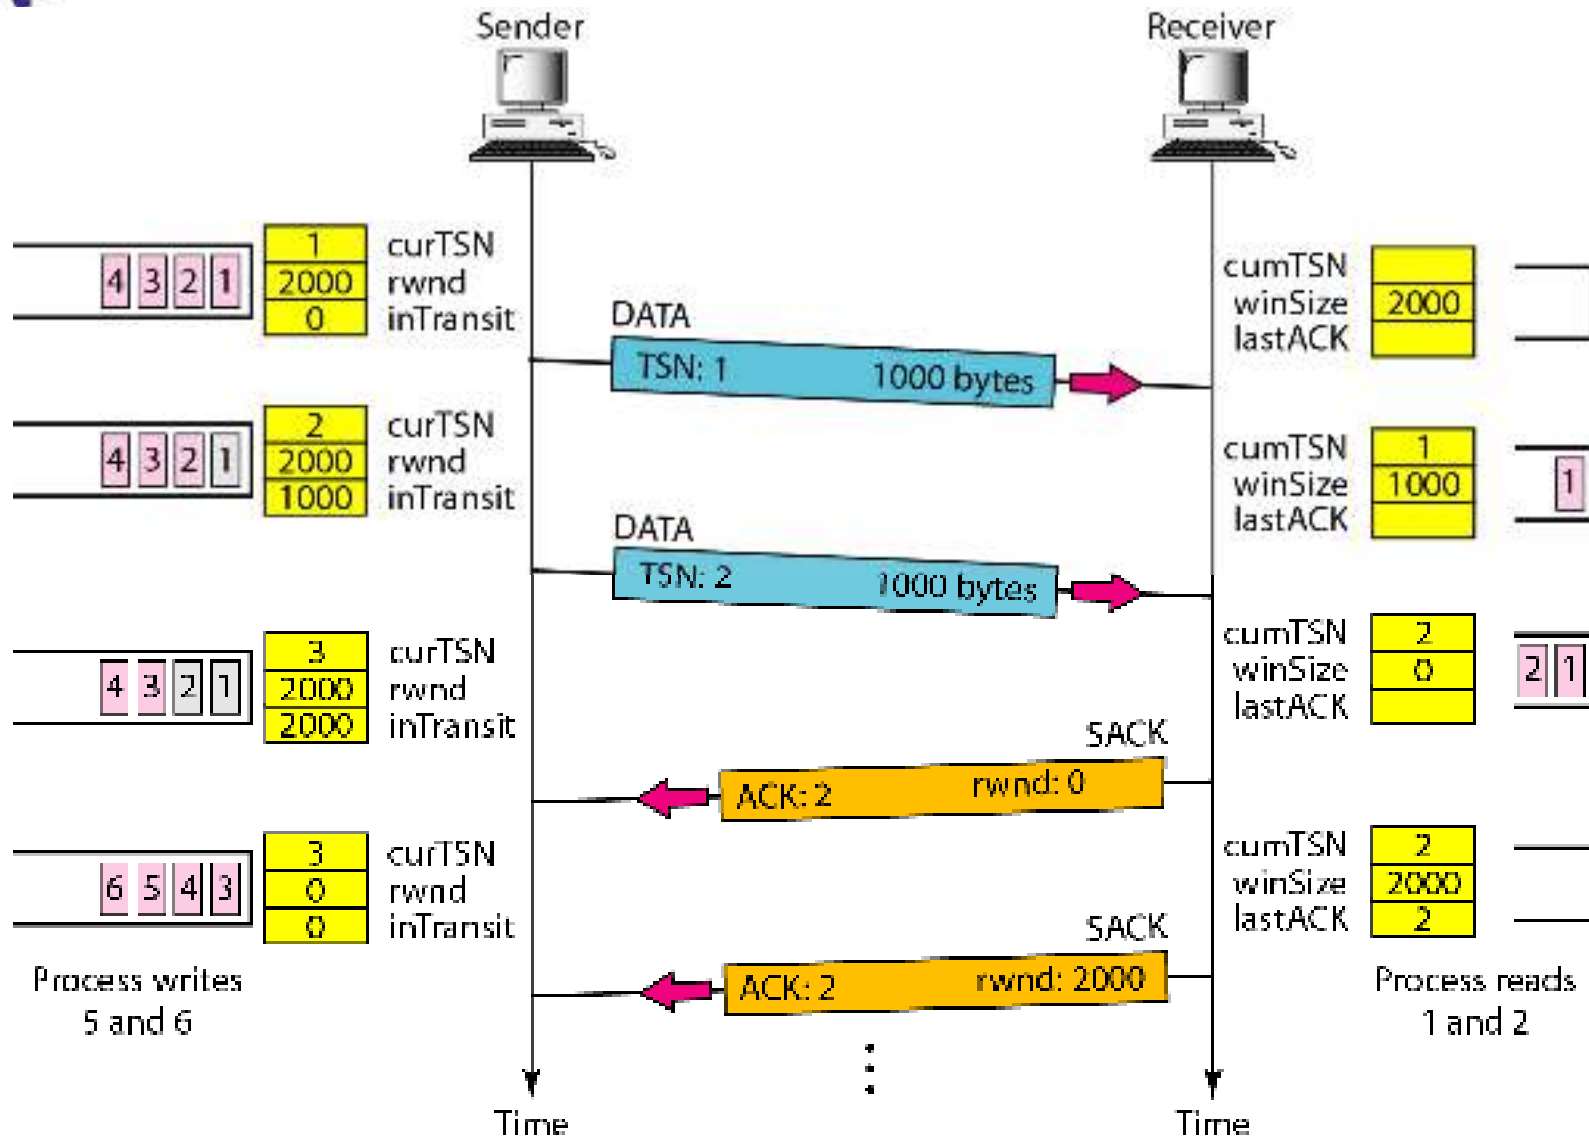 Sender
Receiver
4 3 2 1
1 curTSN
2000 rwnd
0 inTransit
cumTSN
winSize 2000
lastACK
DATA
TSN: 1 1000 bytes
4 3 2 1
2 curTSN
2000 rwnd
1000 inTransit
cumTSN 1
winSize 1000
lastACK
1
DATA
TSN: 2 1000 bytes
4 3 2 1
3 curTSN
2000 rwnd
2000 inTransit
cumTSN 2
winSize 0
lastACK
2 1
SACK
ACK: 2 rwnd: 0
6 5 4 3
3 curTSN
0 rwnd
0 inTransit
cumTSN 2
winSize 2000
lastACK 2
SACK
ACK: 2 rwnd: 2000
Process writes
5 and 6
Process reads
1 and 2
Time
Time